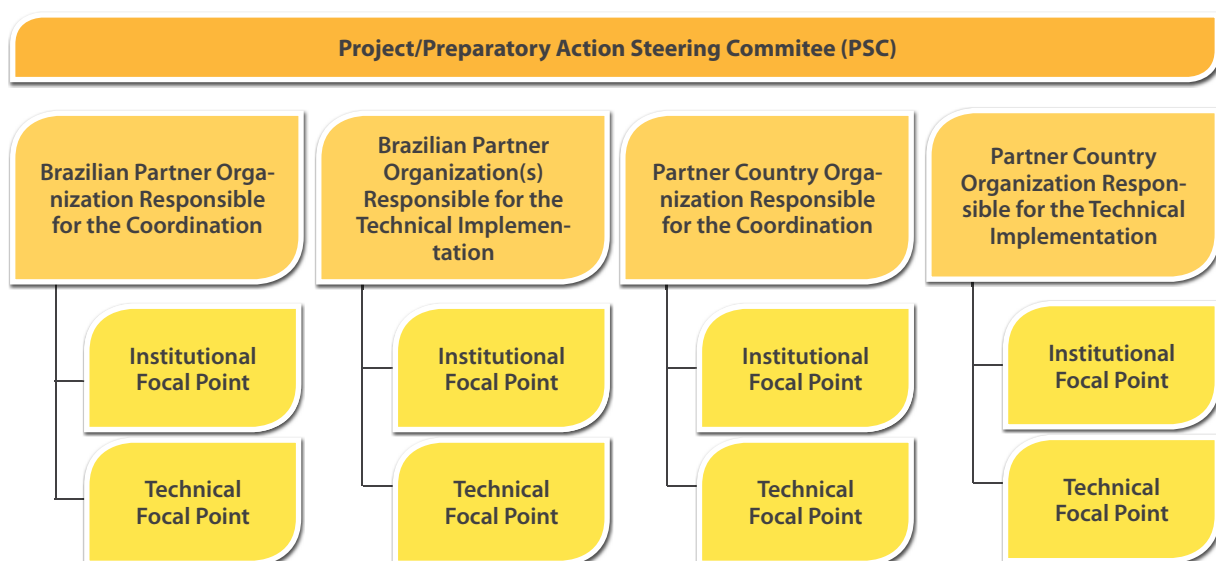 Project/Preparatory Action Steering Commitee (PSC)
Brazilian Partner Orga-
nization Responsible
for the Coordination
Institutional
Focal Point
Technical
Focal Point
Brazilian Partner
Organization(s)
Responsible for the
Technical Implemen-
tation
Institutional
Focal Point
Technical
Focal Point
Partner Country Orga-
nization Responsible
for the Coordination
Institutional
Focal Point
Technical
Focal Point
Partner Country
Organization Respon-
sible for the Technical
Implementation
Institutional
Focal Point
Technical
Focal Point